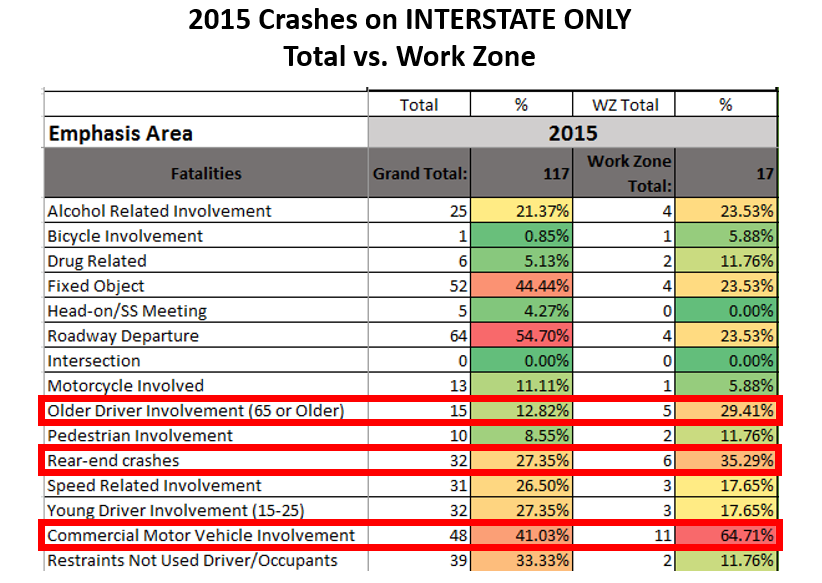 2015 Crashes on INTERSTATE ONLY
Total vs. Work Zone
Total % WZ Total %
Emphasis Area 2015
Fatalities Grand Total: 117 Work Zone Total: 17
Alcohol Related Involvement 25 21.37% 4 23.53%
Bicycle Involvement 1 0.85% 1 5.88%
Drug Related 6 5.13% 2 11.76%
Fixed Object 52 44.44% 4 23.53%
Head-on/SS Meeting 5 4.27% 0 0.00%
Roadway Departure 64 54.70% 4 23.53%
Intersection 0 0.00% 0 0.00%
Motorcycle Involved 13 11.11% 1 5.88%
Older Driver Involvement (65 or Older) 15 12.82% 5 29.41%
Pedestrian Involvement 10 8.55% 2 11.76%
Rear-end crashes 32 27.35% 6 35.29%
Speed Related Involvement 31 26.50% 3 17.65%
Young Driver Involvement (15-25) 32 27.35% 3 17.65%
Commercial Motor Vehicle Involvement 48 41.03% 11 64.71%
Restraints Not Used Driver/Occupants 39 33.33% 2 11.76%